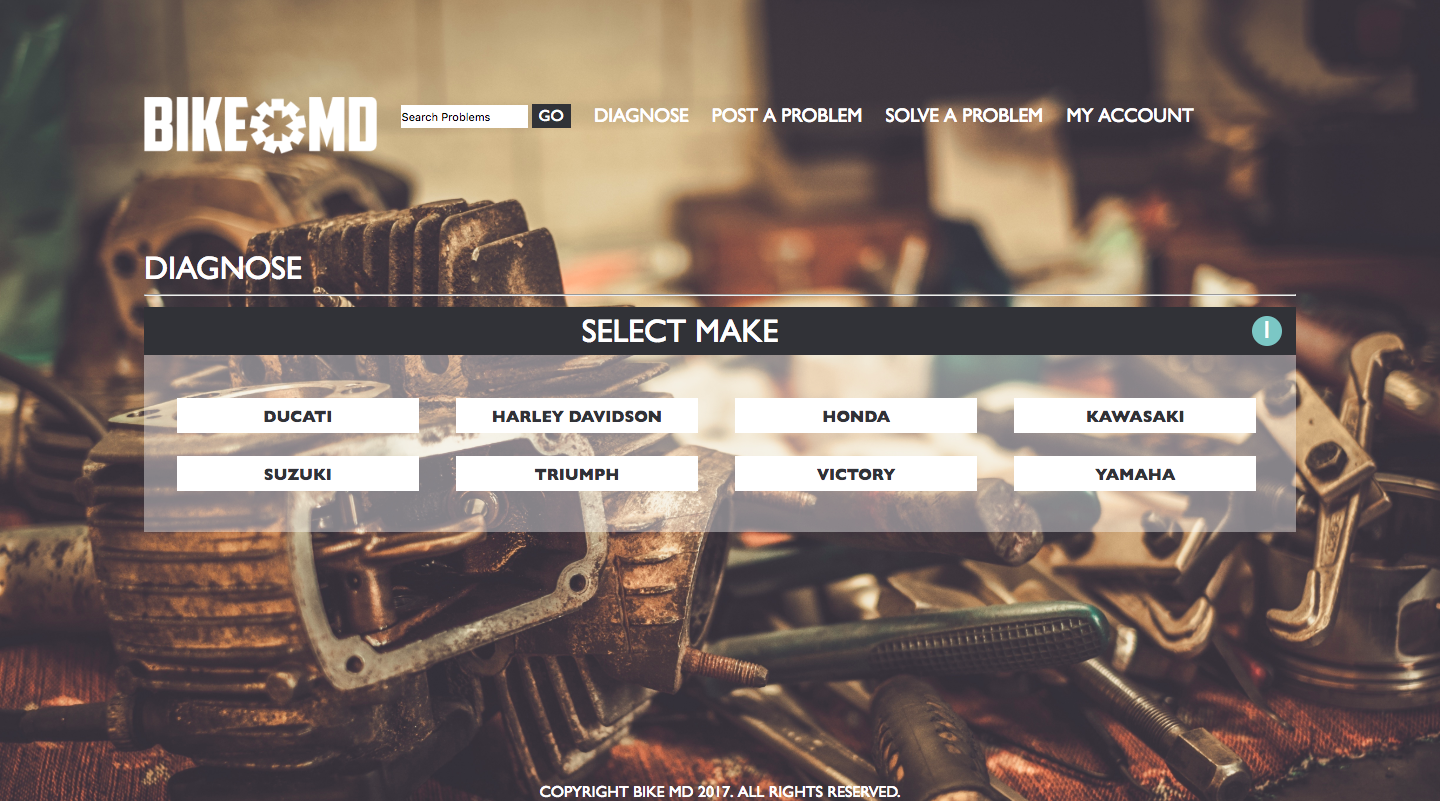 BIKE MD
Search Problems GO DIAGNOSE POST A PROBLEM SOLVE A PROBLEM MY ACCOUNT
DIAGNOSE
SELECT MAKE I
DUCATI HARLEY DAVIDSON HONDA KAWASAKI
SUZUKI TRIUMPH VICTORY YAMAHA
COPYRIGHT BIKE MD 2017. ALL RIGHTS RESERVED.